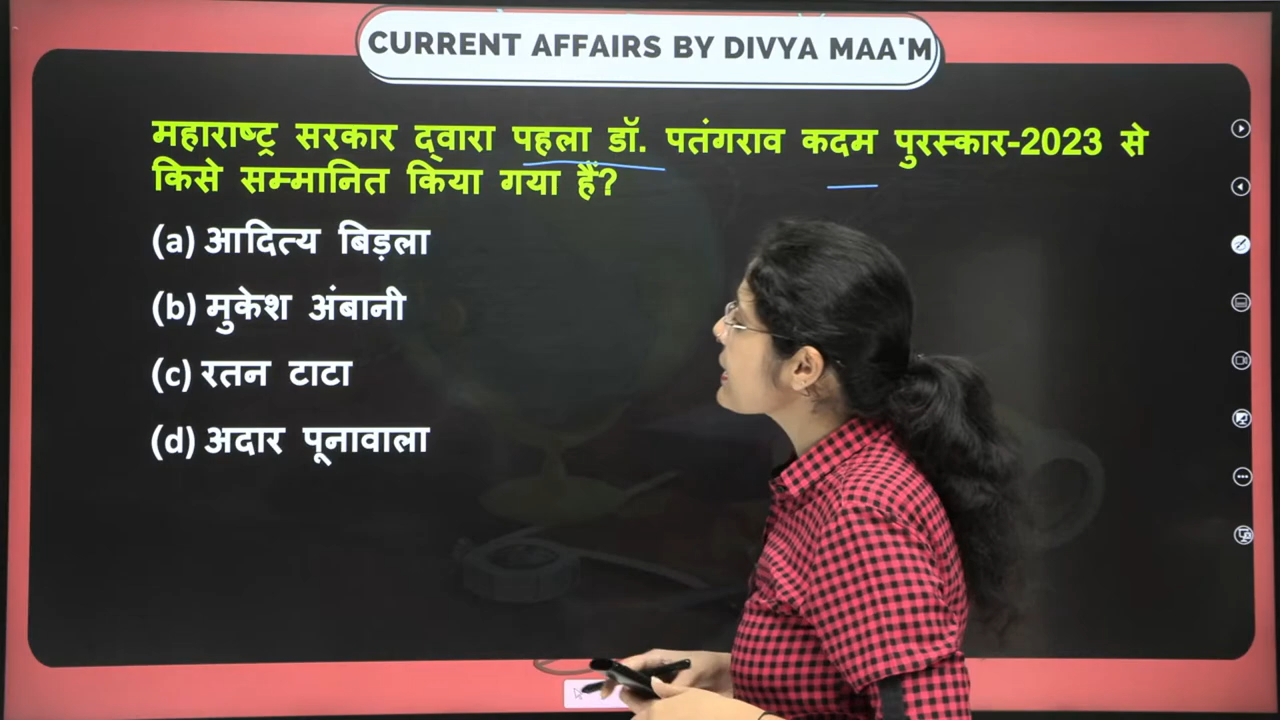 CURRENT AFFAIRS BY DIVYA MAA'M
महाराष्ट्र सरकार द्वारा पहला डॉ. पतंगराव कदम पुरस्कार-2023 से
किसे सम्मानित किया गया हैं?
(a) आदित्य बिड़ला
(b) मुकेश अंबानी
(c) रतन टाटा
(d) अदार पूनावाला